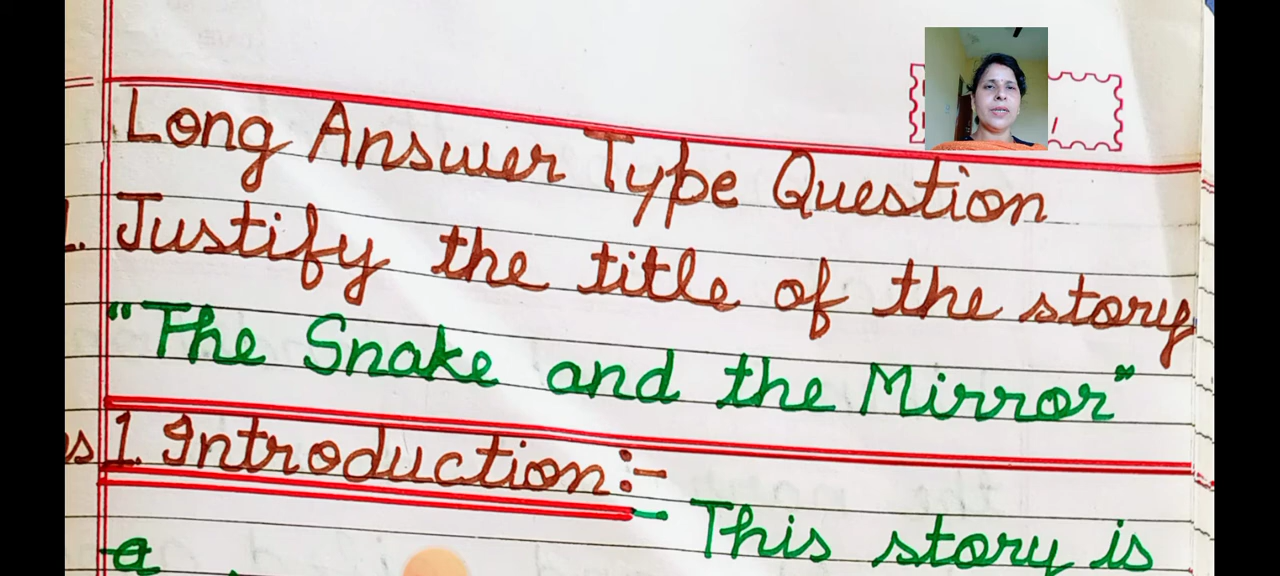 Long Answer Type Question
1. Justify the title of the story
"The Snake and the Mirror"
s 1. Introduction:-
- This story is
a